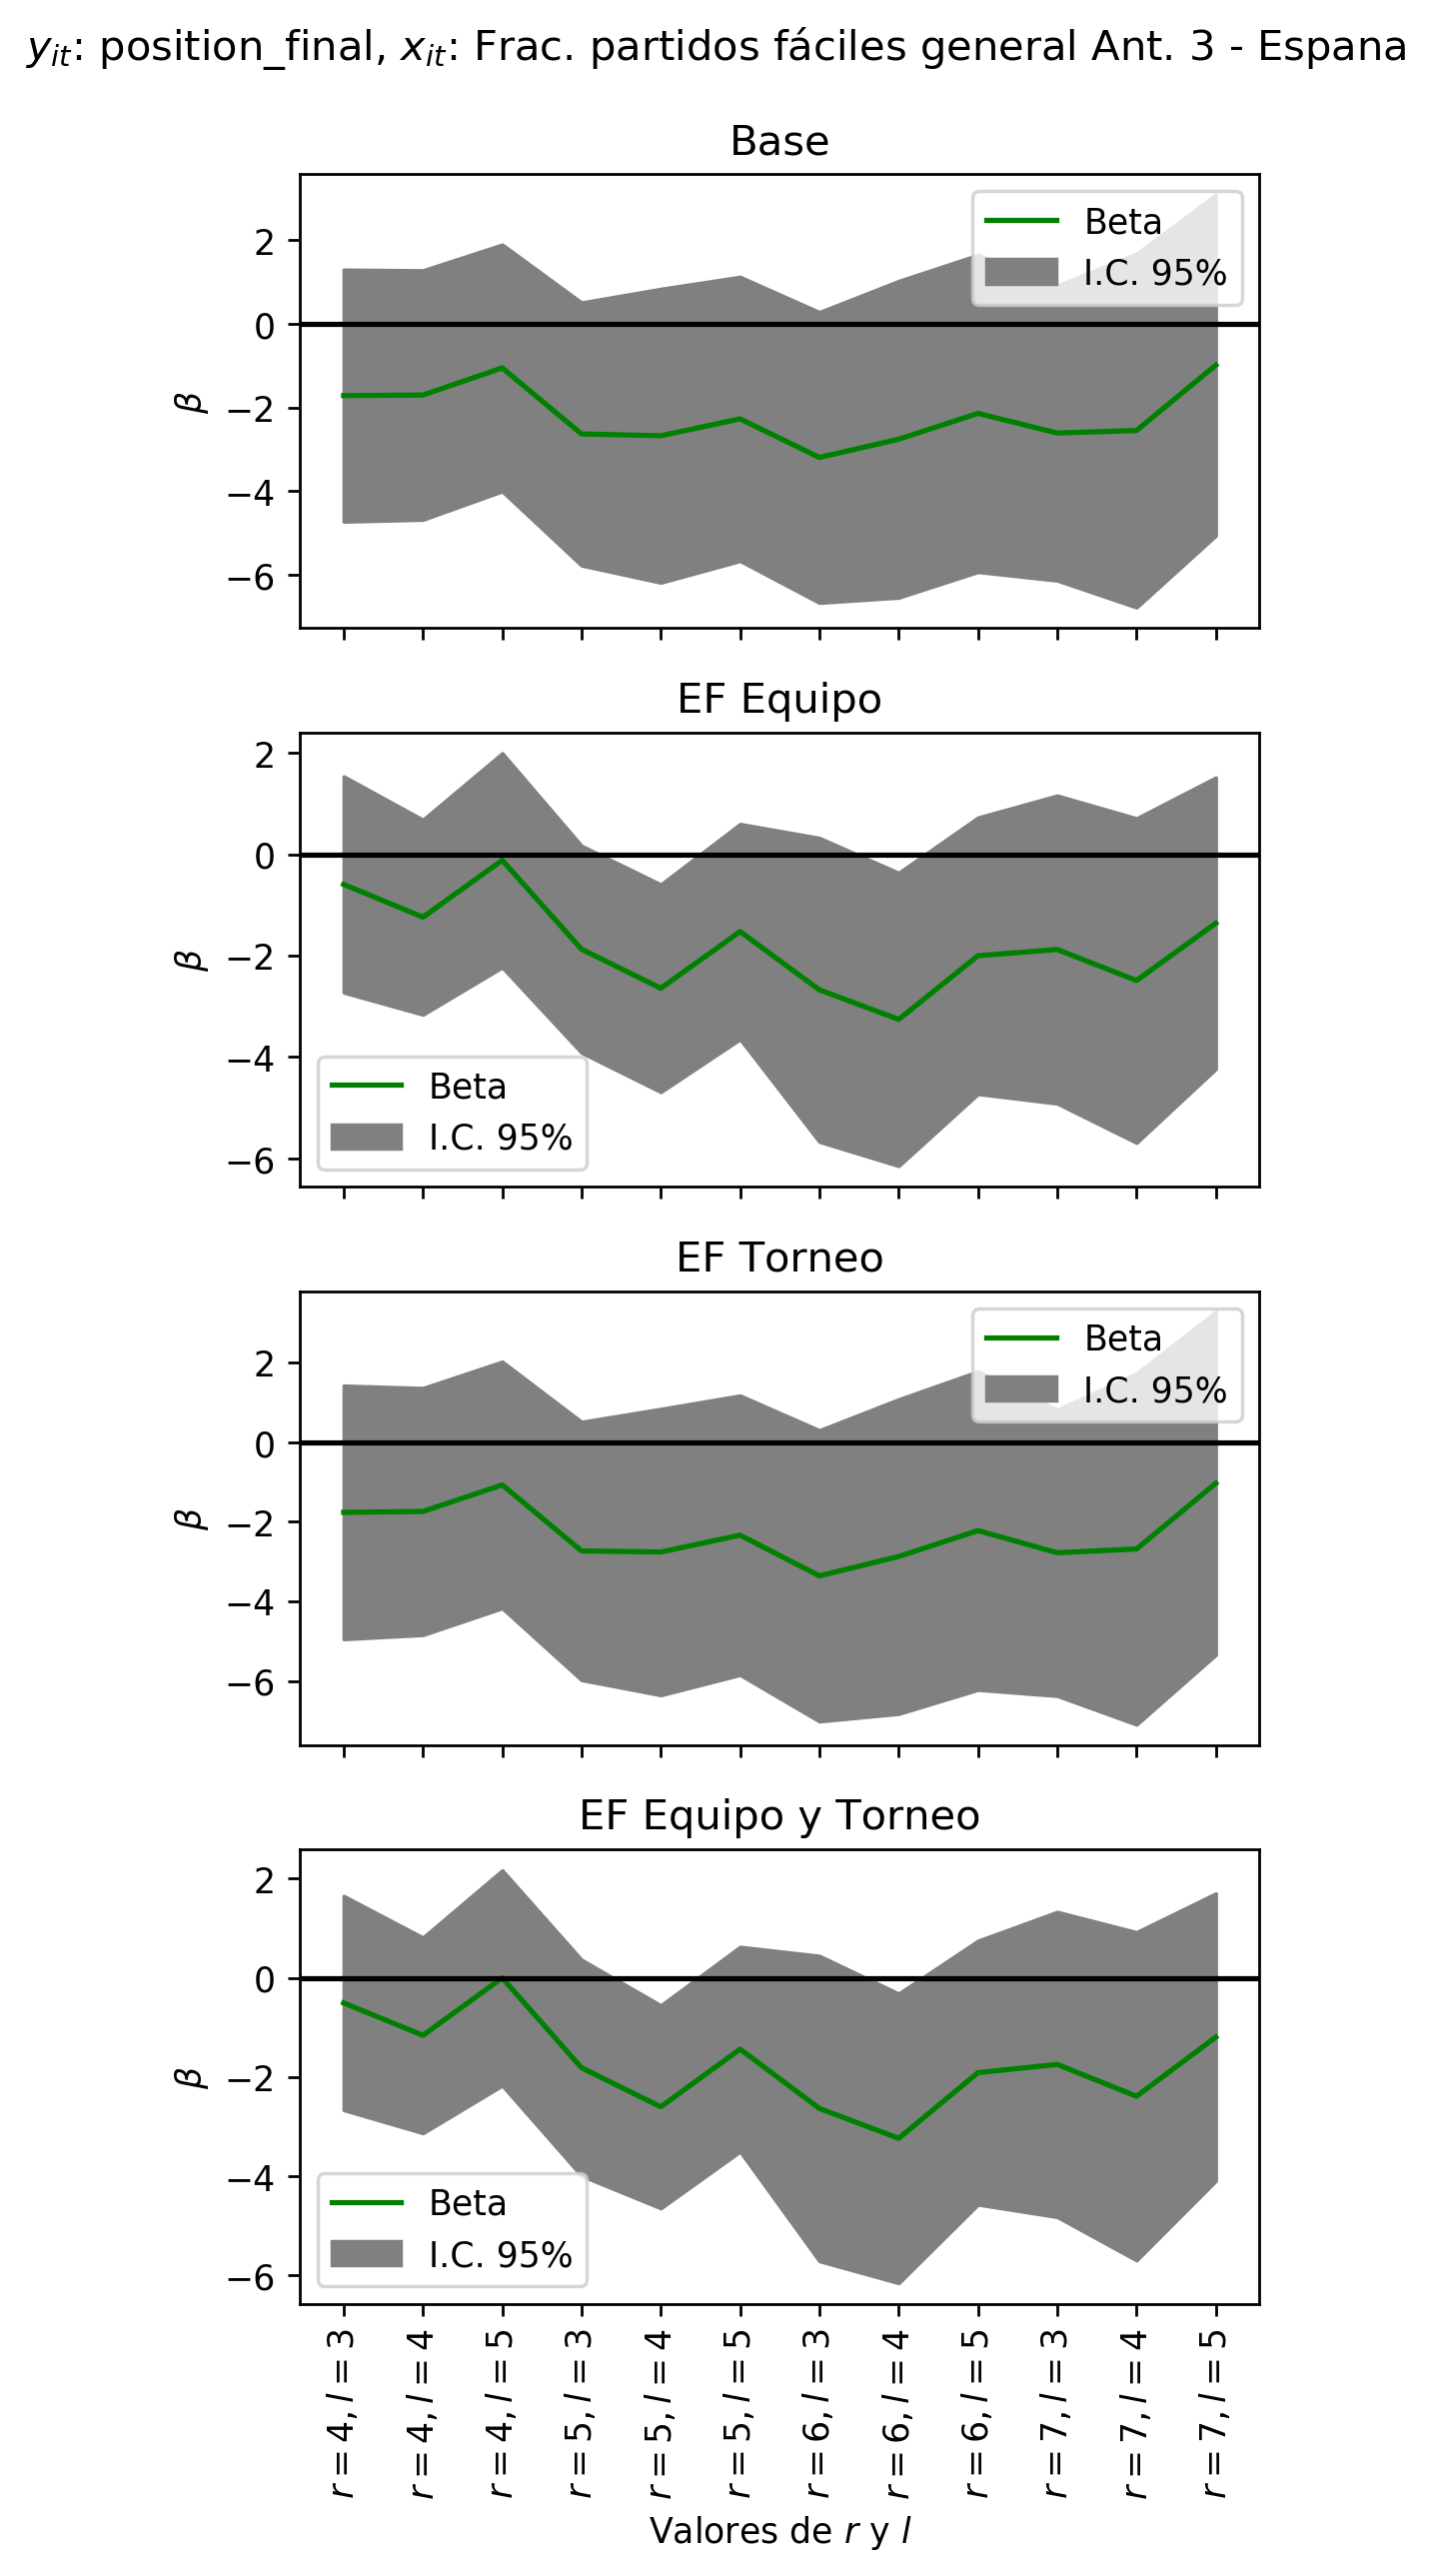 y_it: position_final, x_it: Frac. partidos fáciles general Ant. 3 - Espana
Base
2
0
−2
−4
−6
β
Beta
I.C. 95%
EF Equipo
2
0
−2
−4
−6
β
Beta
I.C. 95%
EF Torneo
2
0
−2
−4
−6
β
Beta
I.C. 95%
EF Equipo y Torneo
2
0
−2
−4
−6
β
Beta
I.C. 95%
r = 4, l = 3
r = 4, l = 4
r = 4, l = 5
r = 5, l = 3
r = 5, l = 4
r = 5, l = 5
r = 6, l = 3
r = 6, l = 4
r = 6, l = 5
r = 7, l = 3
r = 7, l = 4
r = 7, l = 5
Valores de r y l